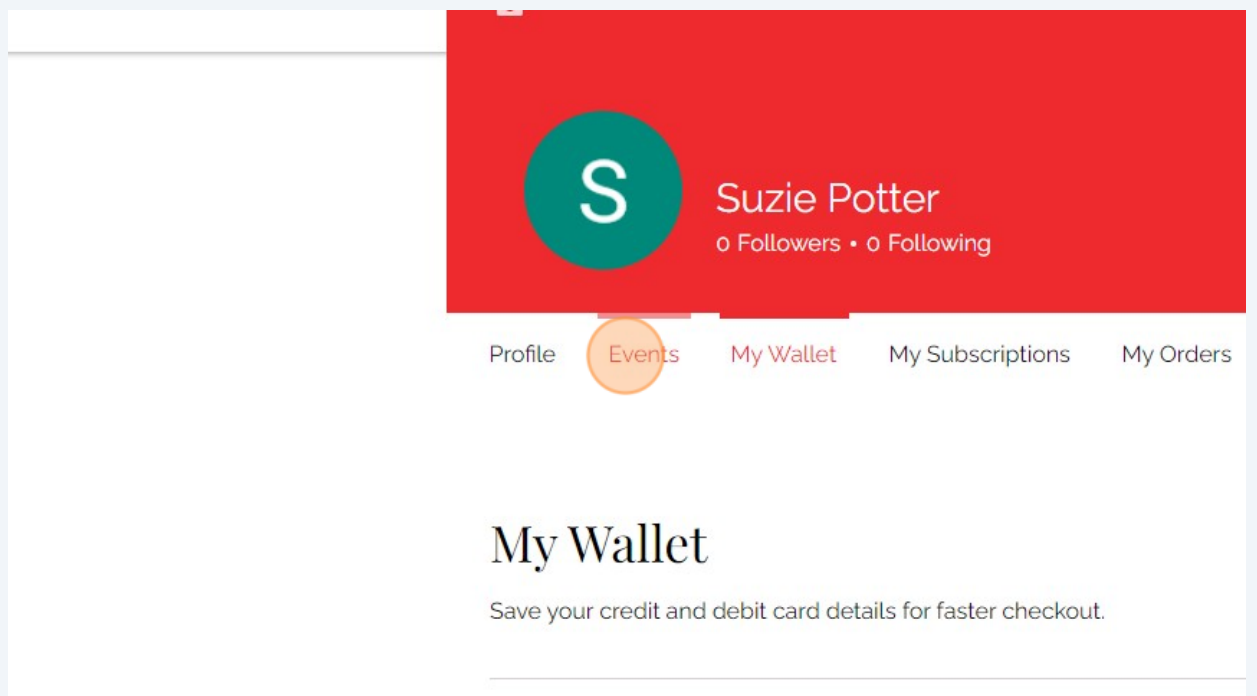 S
Suzie Potter
0 Followers • 0 Following
Profile Events My Wallet My Subscriptions My Orders
My Wallet
Save your credit and debit card details for faster checkout.